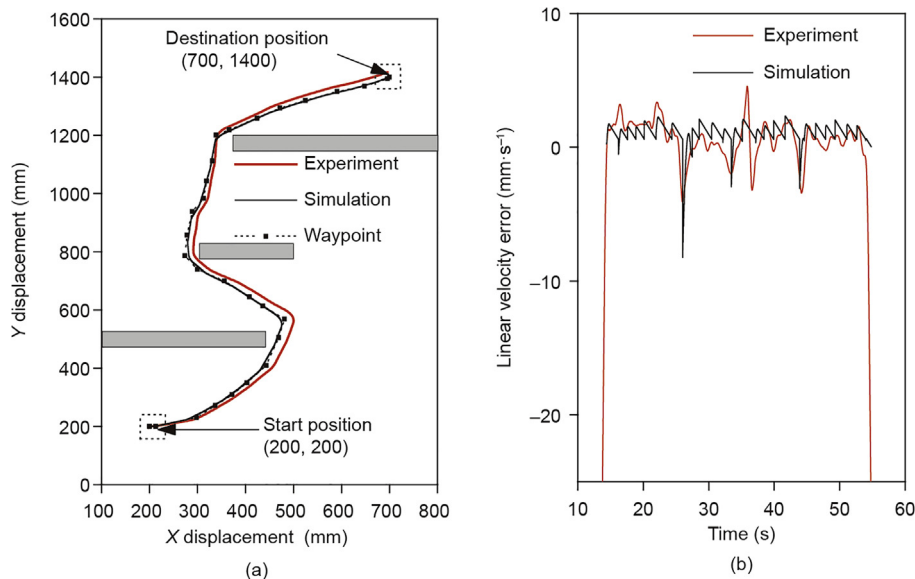 1600
1400
1200
1000
800
600
400
200
0
Y displacement (mm)
Destination position
(700, 1400)
Experiment
Simulation
Waypoint
Start position
(200, 200)
100 200 300 400 500 600 700 800
X displacement (mm)
(a)
10
0
−10
−20
Linear velocity error (mm·s⁻¹)
Experiment
Simulation
10 20 30 40 50 60
Time (s)
(b)